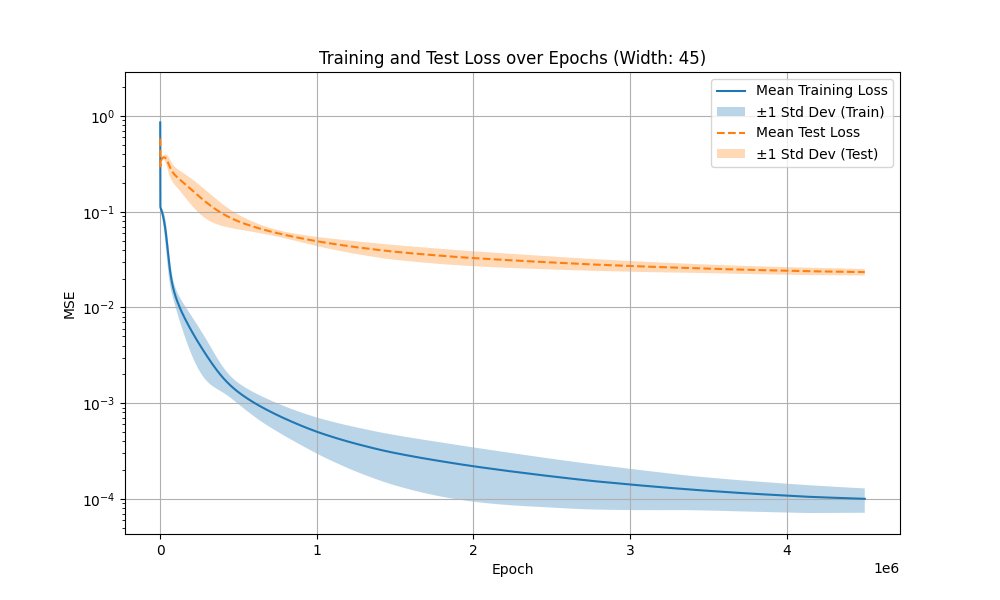 Training and Test Loss over Epochs (Width: 45)
Mean Training Loss
±1 Std Dev (Train)
Mean Test Loss
±1 Std Dev (Test)
MSE
10⁰
10⁻¹
10⁻²
10⁻³
10⁻⁴
0 1 2 3 4
1e6
Epoch